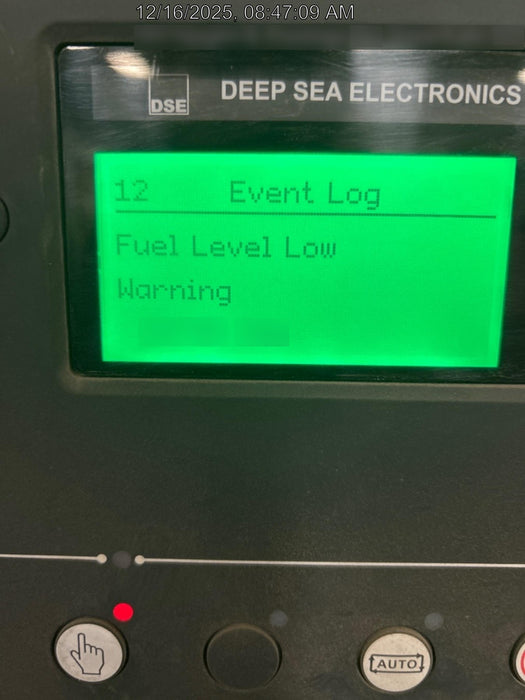 12/16/2025, 08:47:09 AM
DSE DEEP SEA ELECTRONICS
12 Event Log
Fuel Level Low
Warning
AUTO